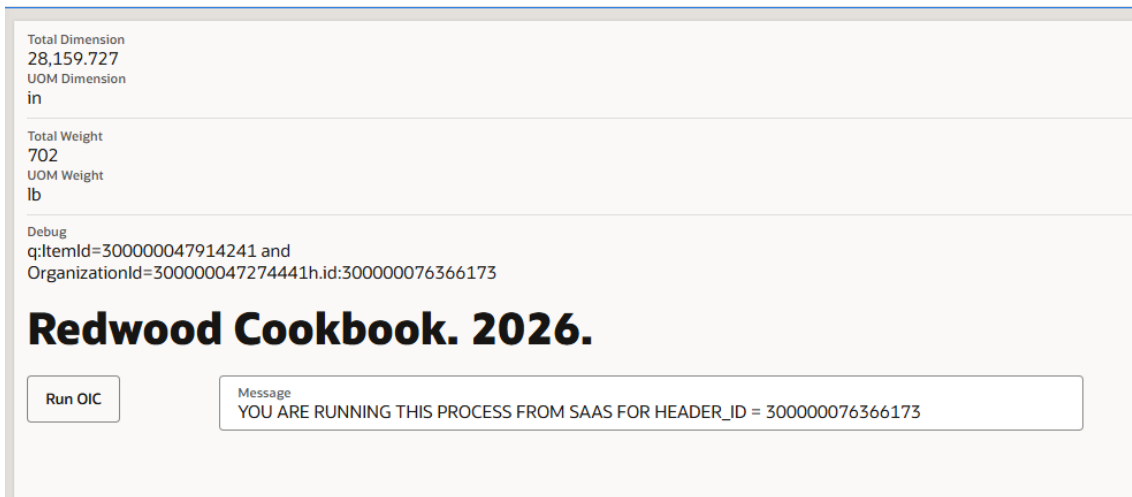 Total Dimension
28,159.727
UOM Dimension
in
Total Weight
702
UOM Weight
lb
Debug
q:ItemId=300000047914241 and
OrganizationId=300000047274441h.id:300000076366173
Redwood Cookbook. 2026.
Run OIC
Message
YOU ARE RUNNING THIS PROCESS FROM SAAS FOR HEADER_ID = 300000076366173